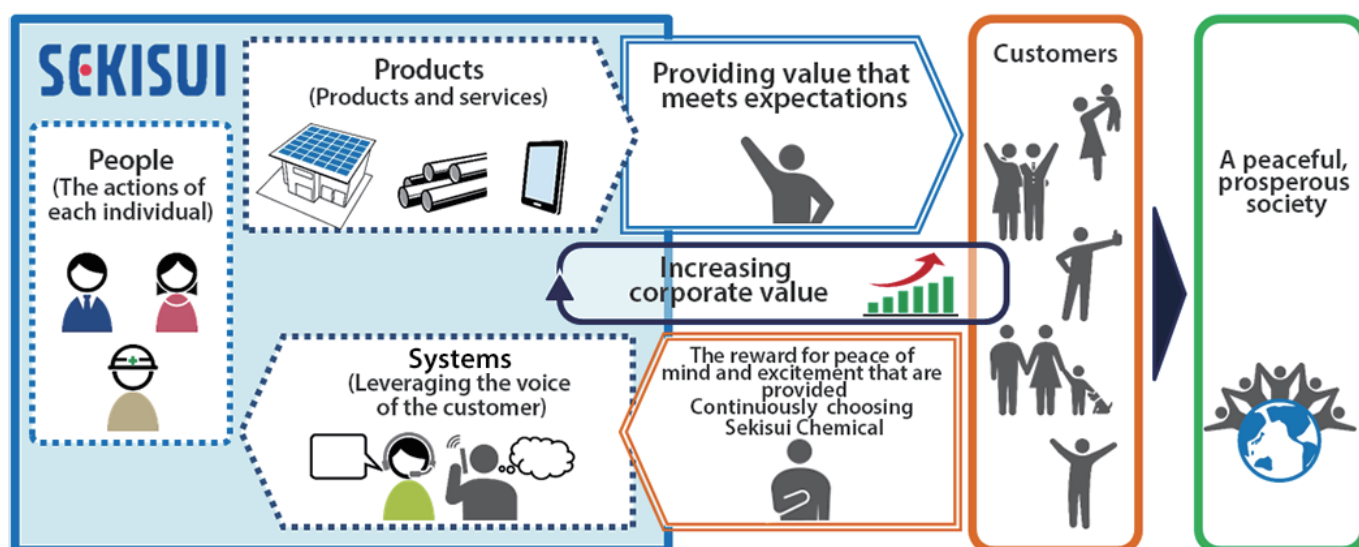 SEKISUI
People
(The actions of
each individual)
Products
(Products and services)
Providing value that
meets expectations
Customers
A peaceful,
prosperous
society
Increasing
corporate value
Systems
(Leveraging the voice
of the customer)
The reward for peace of
mind and excitement that are
provided
Continuously choosing
Sekisui Chemical